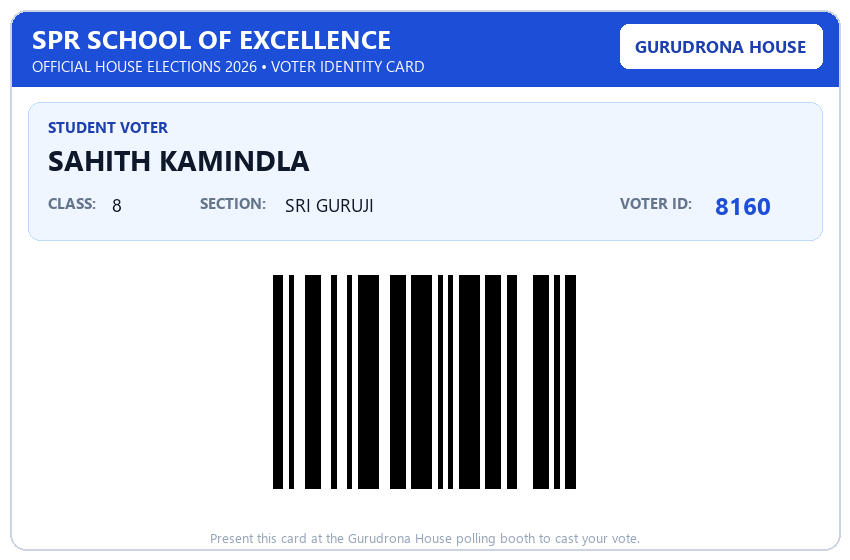 SPR SCHOOL OF EXCELLENCE
OFFICIAL HOUSE ELECTIONS 2026 • VOTER IDENTITY CARD
GURUDRONA HOUSE
STUDENT VOTER
SAHITH KAMINDLA
CLASS: 8 SECTION: SRI GURUJI VOTER ID: 8160
Present this card at the Gurudrona House polling booth to cast your vote.